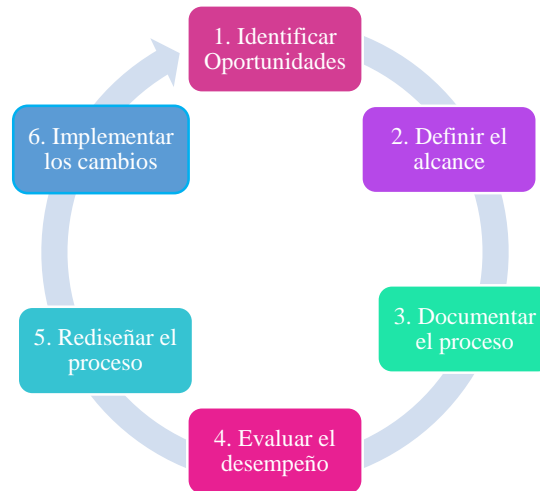 1. Identificar
Oportunidades
2. Definir el
alcance
3. Documentar
el proceso
4. Evaluar el
desempeño
5. Rediseñar el
proceso
6. Implementar
los cambios